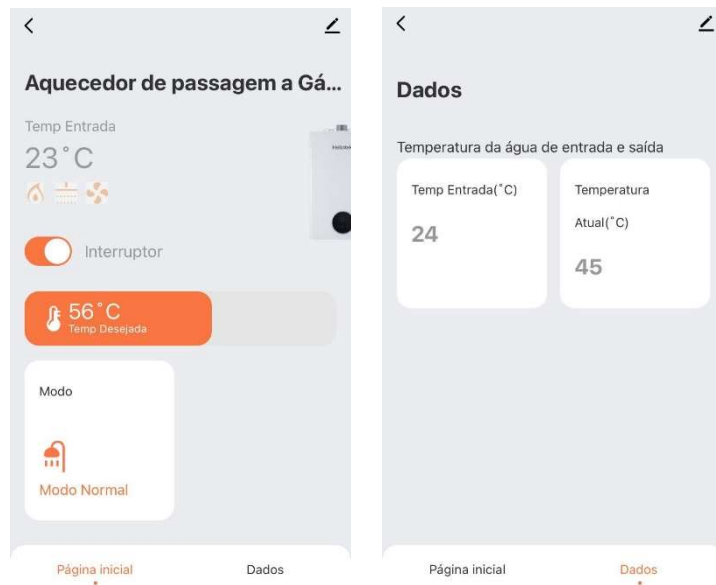 Aquecedor de passagem a Gá...
Temp Entrada
23°C
Interruptor
56°C
Temp Desejada
Modo
Modo Normal
Página inicial
Dados
Dados
Temperatura da água de entrada e saída
Temp Entrada(°C)
24
Temperatura
Atual(°C)
45
Página inicial
Dados